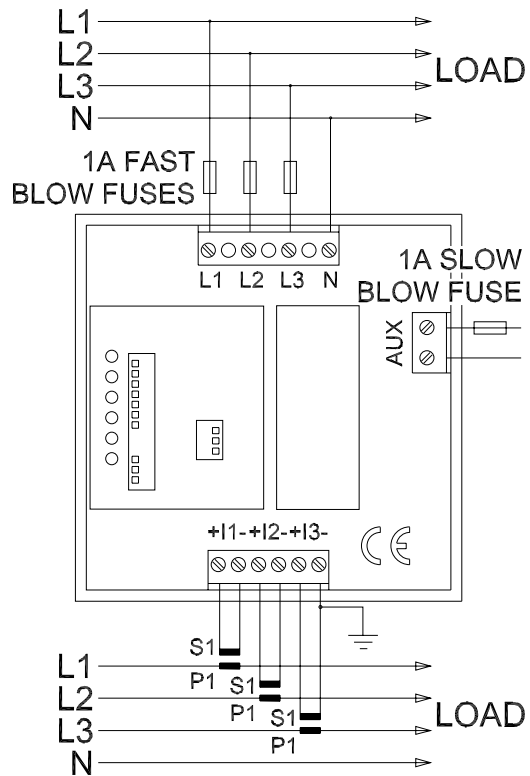 L1
L2
L3
N
LOAD
1A FAST
BLOW FUSES
L1 L2 L3 N
1A SLOW
BLOW FUSE
AUX
+I1-+I2-+I3-
CE
S1
P1
S1
P1
S1
P1
L1
L2
L3
N
LOAD